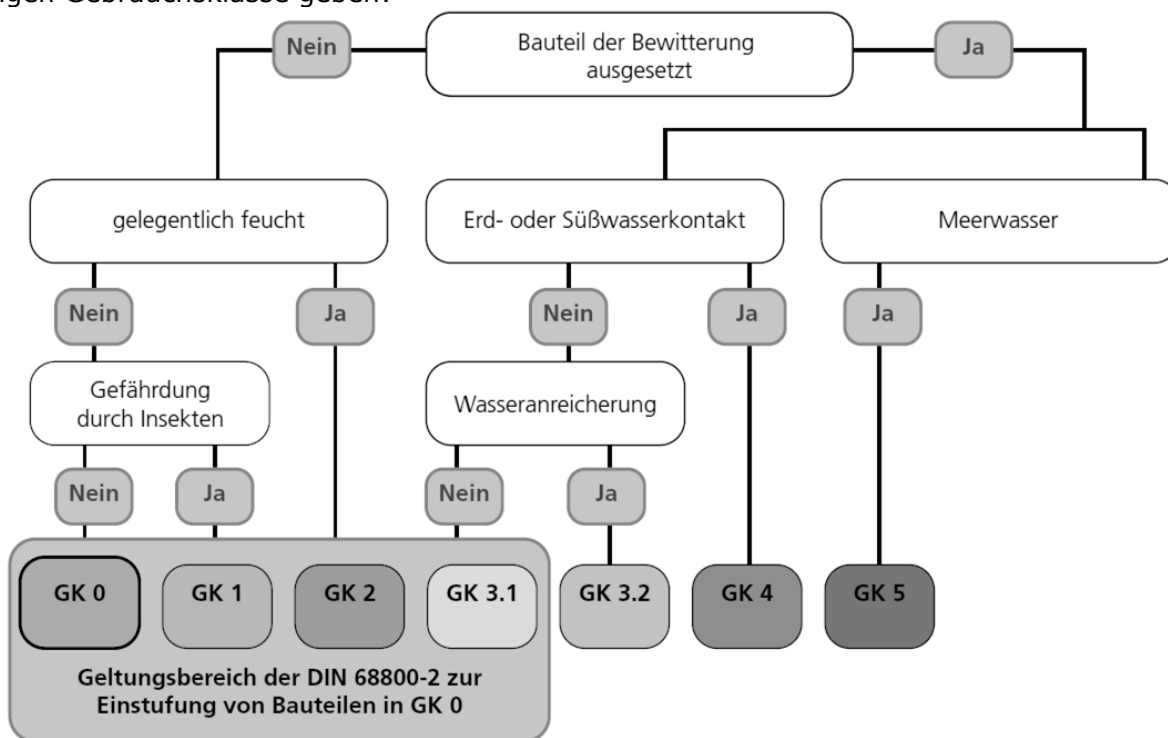 igen Gebrauchsklasse geben.
Nein
Bauteil der Bewitterung
ausgesetzt
Ja
gelegentlich feucht
Erd- oder Süßwasserkontakt
Meerwasser
Nein
Ja
Nein
Ja
Ja
Gefährdung
durch Insekten
Wasseranreicherung
Nein
Ja
Nein
Ja
GK 0
GK 1
GK 2
GK 3.1
GK 3.2
GK 4
GK 5
Geltungsbereich der DIN 68800-2 zur
Einstufung von Bauteilen in GK 0